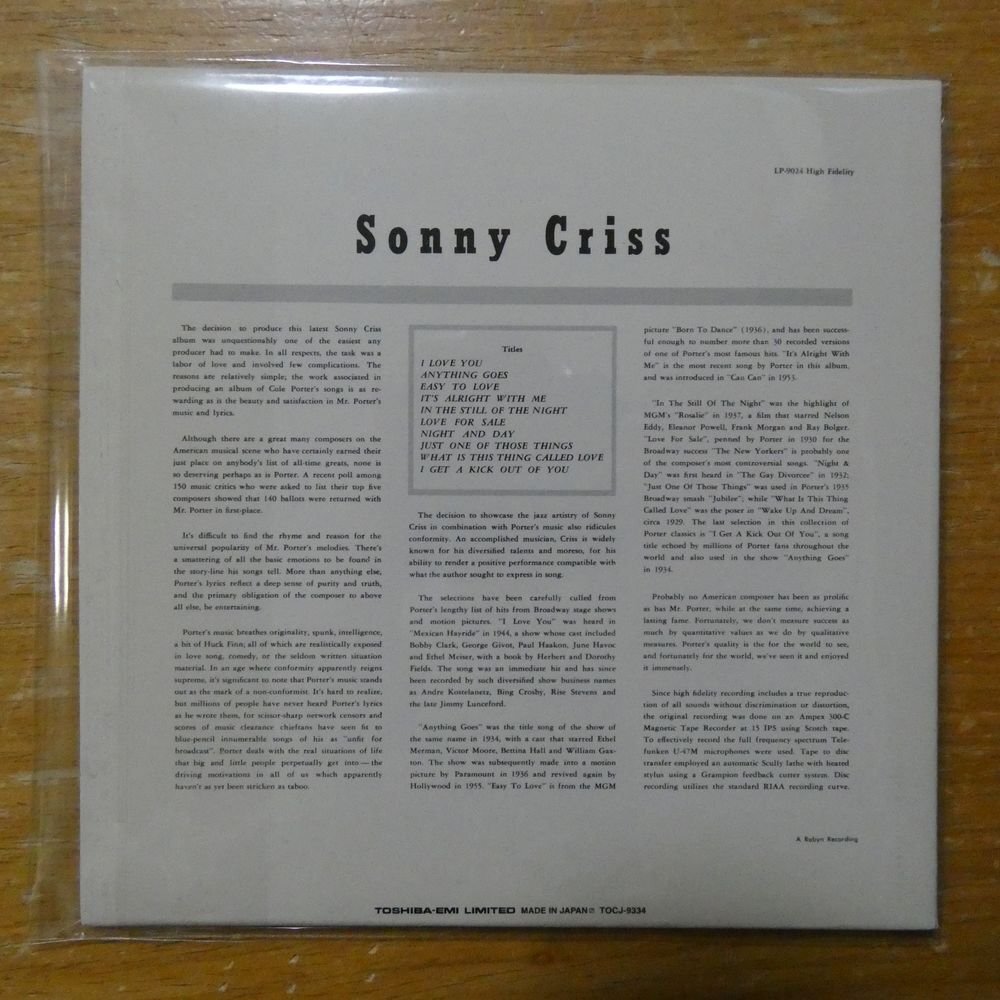 LP-9024 High Fidelity
Sonny Criss
The decision to produce this latest Sonny Criss
album was unquestionably one of the easiest any
producer had to make. In all respects, the task was a
labor of love and involved few complications. The
reasons are relatively simple; the work associated in
producing an album of Cole Porter's songs is as re-
warding as is the beauty and satisfaction in Mr. Porter's
music and lyrics.
Although there are a great many composers on the
American musical scene who have certainly earned their
just place on anybody's list of all-time greats, none is
so deserving perhaps as is Porter. A recent poll among
150 music critics who were asked to list their top five
composers showed that 140 ballots were returned with
Mr. Porter in first-place.
It's difficult to find the rhyme and reason for the
universal popularity of Mr. Porter's melodies. There's
a smattering of all the basic emotions to be found in
the story-line his songs tell. More than anything else,
Porter's lyrics reflect a deep sense of purity and truth,
and the primary obligation of the composer to above
all else, be entertaining.
Porter's music breathes originality, spunk, intelligence,
a bit of Huck Finn; all of which are realistically exposed
in love song, comedy, or the seldom written situation
material. In an age where conformity apparently reigns
supreme, it's significant to note that Porter's music stands
out as the mark of a non-conformist. It's hard to realize,
but millions of people have never heard Porter's lyrics
as he wrote them, for scissor-sharp network censors and
scores of music clearance chieftans have seen fit to
blue-pencil innumerable songs of his as "unfit for
broadcast". Porter deals with the real situations of life
that big and little people perpetually get into — the
driving motivations in all of us which apparently
haven't as yet been stricken as taboo.
Titles
I LOVE YOU
ANYTHING GOES
EASY TO LOVE
IT'S ALRIGHT WITH ME
IN THE STILL OF THE NIGHT
LOVE FOR SALE
NIGHT AND DAY
JUST ONE OF THOSE THINGS
WHAT IS THIS THING CALLED LOVE
I GET A KICK OUT OF YOU
The decision to showcase the jazz artistry of Sonny
Criss in combination with Porter's music also ridicules
conformity. An accomplished musician, Criss is widely
known for his diversified talents and moreso, for his
ability to render a positive performance compatible with
what the author sought to express in song.
The selections have been carefully culled from
Porter's lengthy list of hits from Broadway stage shows
and motion pictures. "I Love You" was heard in
"Mexican Hayride" in 1944, a show whose cast included
Bobby Clark, George Givot, Paul Haakon, June Havoc
and Ethel Meiser, with a book by Herbert and Dorothy
Fields. The song was an immediate hit and has since
been recorded by such diversified show business names
as Andre Kostelanetz, Bing Crosby, Rise Stevens and
the late Jimmy Lunceford.
"Anything Goes" was the title song of the show of
the same name in 1934, with a cast that starred Ethel
Merman, Victor Moore, Bettina Hall and William Gax-
ton. The show was subsequently made into a motion
picture by Paramount in 1936 and revived again by
Hollywood in 1955. "Easy To Love" is from the MGM
picture "Born To Dance" (1936), and has been success-
ful enough to number more than 30 recorded versions
of one of Porter's most famous hits. "It's Alright With
Me" is the most recent song by Porter in this album,
and was introduced in "Can Can" in 1953.
"In The Still Of The Night" was the highlight of
MGM's "Rosalie" in 1937, a film that starred Nelson
Eddy, Eleanor Powell, Frank Morgan and Ray Bolger.
"Love For Sale", penned by Porter in 1930 for the
Broadway success "The New Yorkers" is probably one
of the composer's most controversial songs. "Night &
Day" was first heard in "The Gay Divorcee" in 1932;
"Just One Of Those Things" was used in Porter's 1935
Broadway smash "Jubilee"; while "What Is This Thing
Called Love" was the poser in "Wake Up And Dream",
circa 1929. The last selection in this collection of
Porter classics is "I Get A Kick Out Of You", a song
title echoed by millions of Porter fans throughout the
world and also used in the show "Anything Goes"
in 1934.
Probably no American composer has been as prolific
as has Mr. Porter, while at the same time, achieving a
lasting fame. Fortunately, we don't measure success as
much by quantitative values as we do by qualitative
measures. Porter's quality is the for the world to see,
and fortunately for the world, we've seen it and enjoyed
it immensely.
Since high fidelity recording includes a true reproduc-
tion of all sounds without discrimination or distortion,
the original recording was done on an Ampex 300-C
Magnetic Tape Recorder at 15 IPS using Scotch tape.
To effectively record the full frequency spectrum Tele-
funken U-47M microphones were used. Tape to disc
transfer employed an automatic Scully lathe with heated
stylus using a Grampion feedback cutter system. Disc
recording utilizes the standard RIAA recording curve.
A Robyn Recording
TOSHIBA-EMI LIMITED MADE IN JAPAN TOCJ-9334